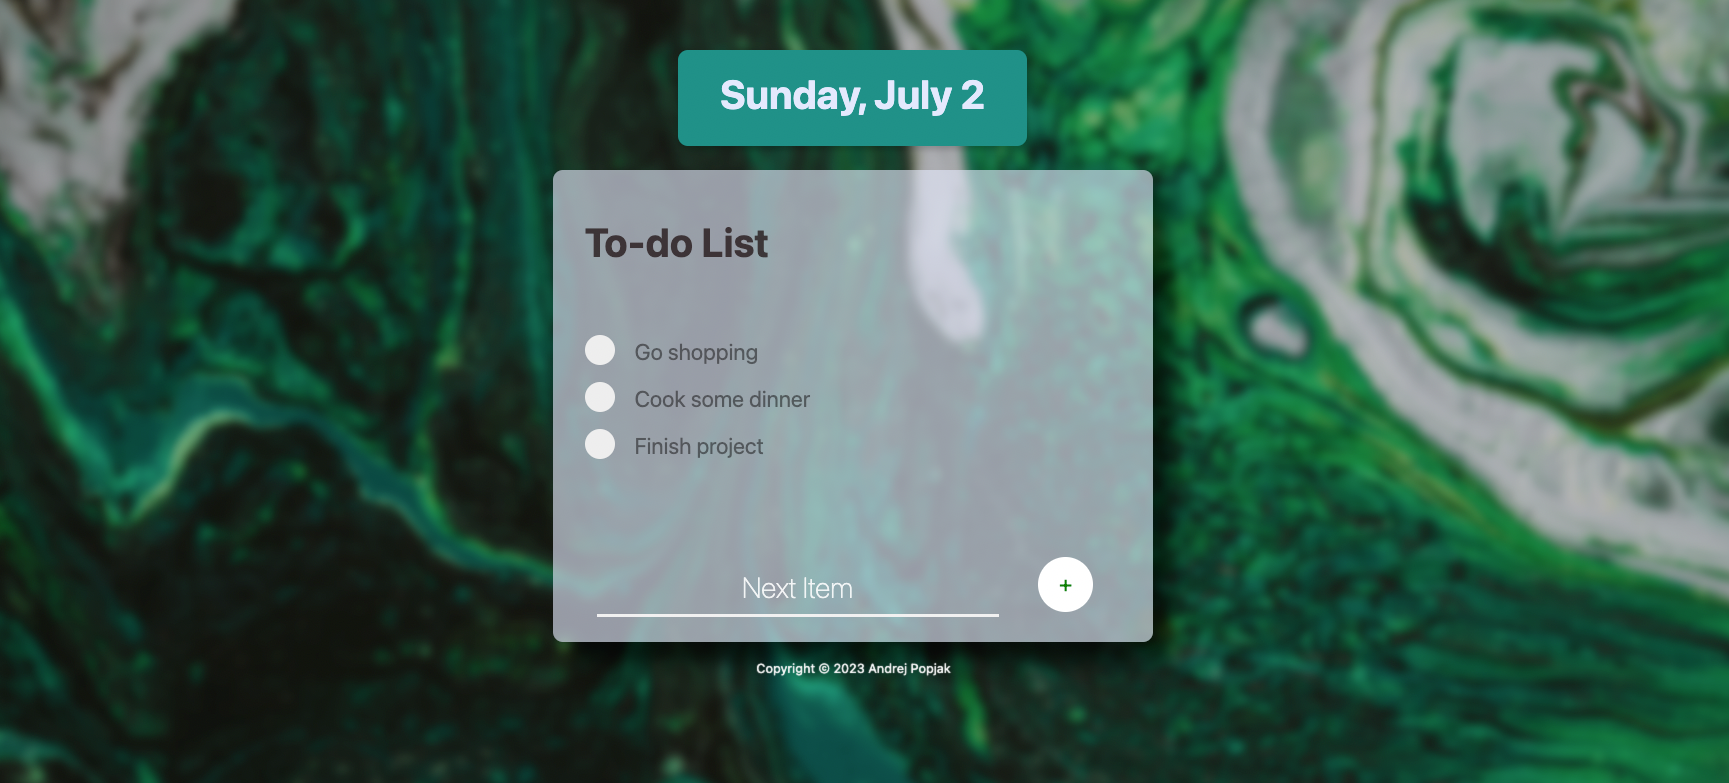 Sunday, July 2
To-do List
Go shopping
Cook some dinner
Finish project
Next Item
+
Copyright © 2023 Andrej Popjak